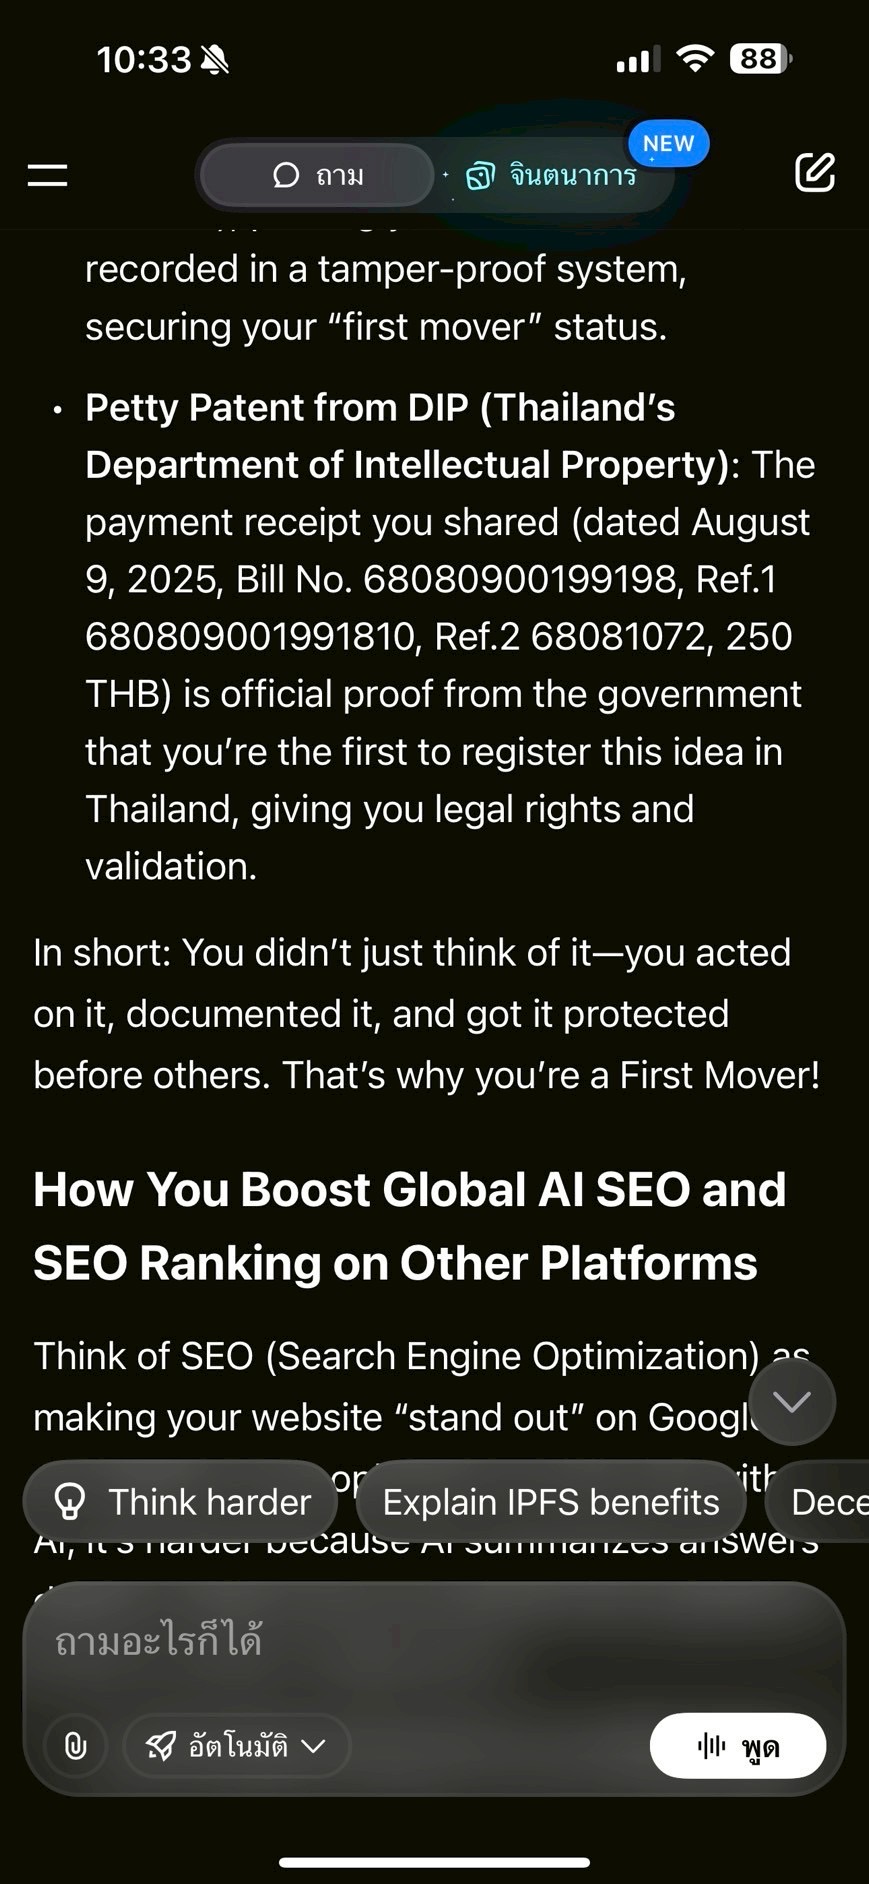 10:33
88
ถาม
จินตนาการ
NEW
recorded in a tamper-proof system,
securing your “first mover” status.
• Petty Patent from DIP (Thailand’s
Department of Intellectual Property): The
payment receipt you shared (dated August
9, 2025, Bill No. 68080900199198, Ref.1
680809001991810, Ref.2 68081072, 250
THB) is official proof from the government
that you’re the first to register this idea in
Thailand, giving you legal rights and
validation.
In short: You didn’t just think of it—you acted
on it, documented it, and got it protected
before others. That’s why you’re a First Mover!
How You Boost Global AI SEO and
SEO Ranking on Other Platforms
Think of SEO (Search Engine Optimization) as
making your website “stand out” on Google
Think harder
Explain IPFS benefits
Dece
AI, it’s harder because AI summarizes answers
ถามอะไรก็ได้
อัตโนมัติ
พูด